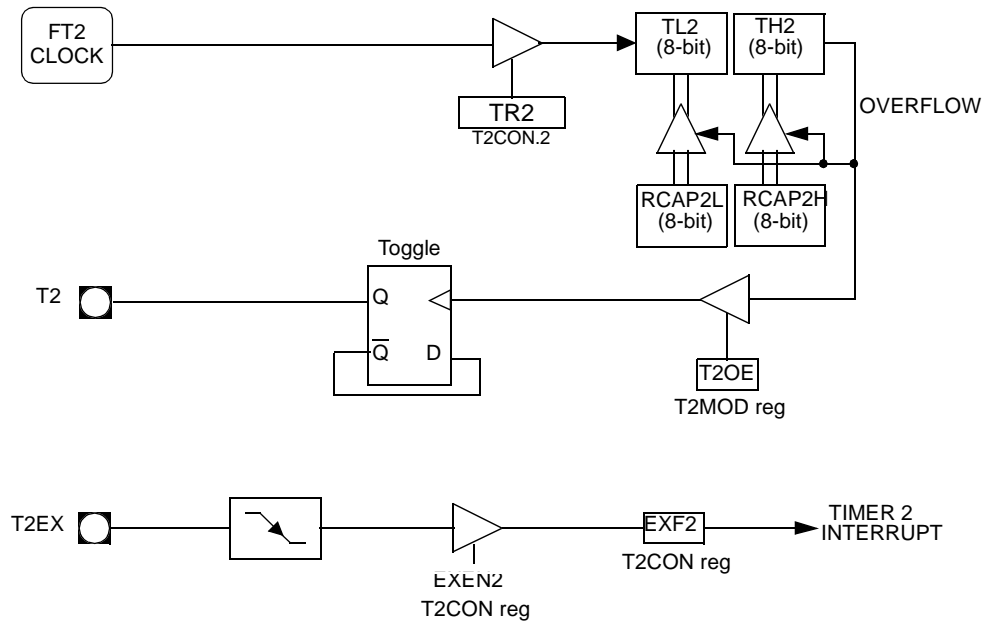 FT2
CLOCK
TL2
(8-bit)
TH2
(8-bit)
TR2
T2CON.2
OVERFLOW
RCAP2L
(8-bit)
RCAP2H
(8-bit)
Toggle
T2
Q
Q̅
D
T2OE
T2MOD reg
T2EX
EXEN2
T2CON reg
EXF2
T2CON reg
TIMER 2
INTERRUPT